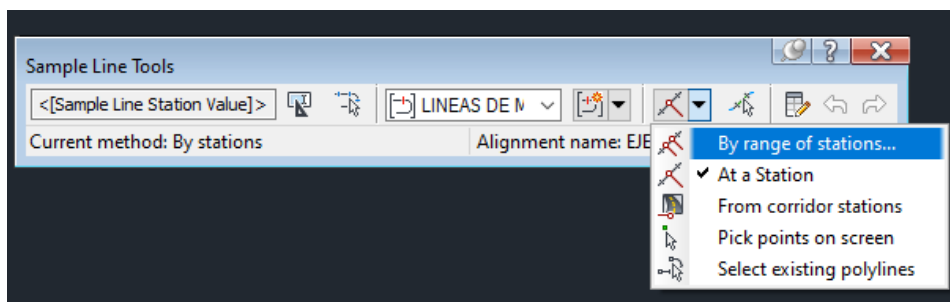 Sample Line Tools
?
<[Sample Line Station Value]>
LINEAS DE
Current method: By stations
Alignment name: EJE
By range of stations...
At a Station
From corridor stations
Pick points on screen
Select existing polylines